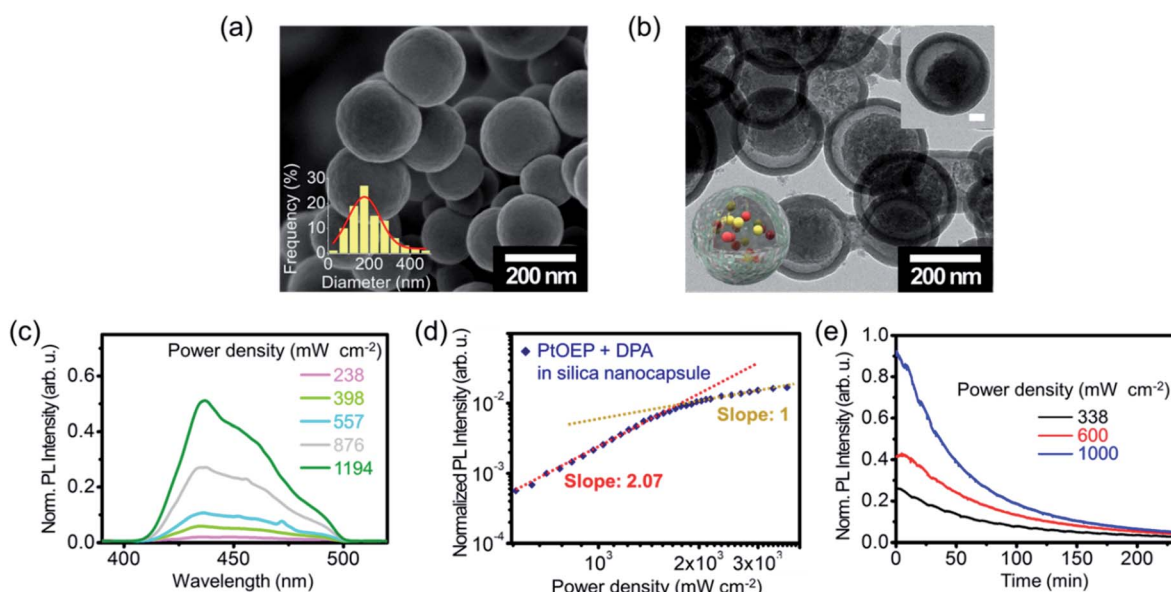 (a)
Frequency (%)
30
20
10
0
0 200 400
Diameter (nm)
200 nm
(b)
200 nm
(c)
Norm. PL Intensity (arb. u.)
Power density (mW cm-2)
238
398
557
876
1194
0.6
0.4
0.2
0.0
400 450 500
Wavelength (nm)
(d)
Normalized PL Intensity (arb. u.)
PtOEP + DPA
in silica nanocapsule
Slope: 1
Slope: 2.07
10-1
10-2
10-3
10-4
103 2x103 3x103
Power density (mW cm-2)
(e)
Norm. PL Intensity (arb. u.)
Power density (mW cm-2)
338
600
1000
1.0
0.8
0.6
0.4
0.2
0.0
0 50 100 150 200
Time (min)